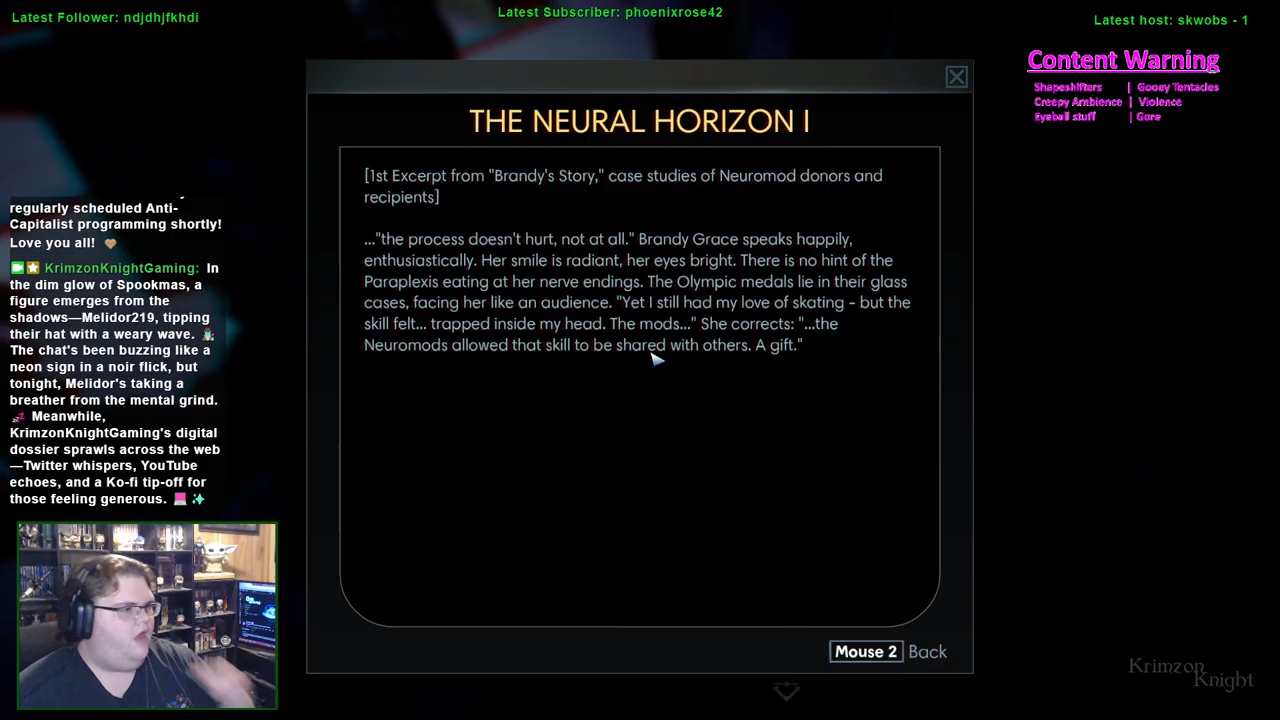 Latest Follower: ndjdhjfkhdi
Latest Subscriber: phoenixrose42
Latest host: skwobs - 1
Content Warning
Shapeshifters | Gooey Tentacles
Creepy Ambience | Violence
Eyeball stuff | Gore
THE NEURAL HORIZON I
[1st Excerpt from "Brandy's Story," case studies of Neuromod donors and
recipients]
..."the process doesn't hurt, not at all." Brandy Grace speaks happily,
enthusiastically. Her smile is radiant, her eyes bright. There is no hint of the
Paraplexis eating at her nerve endings. The Olympic medals lie in their glass
cases, facing her like an audience. "Yet I still had my love of skating - but the
skill felt... trapped inside my head. The mods..." She corrects: "...the
Neuromods allowed that skill to be shared with others. A gift."
Mouse 2 Back
regularly scheduled Anti-
Capitalist programming shortly!
Love you all! 🤎
KrimzonKnightGaming: In
the dim glow of Spookmas, a
figure emerges from the
shadows—Melidor219, tipping
their hat with a weary wave.
The chat's been buzzing like a
neon sign in a noir flick, but
tonight, Melidor's taking a
breather from the mental grind.
💤 Meanwhile,
KrimzonKnightGaming's digital
dossier sprawls across the web
—Twitter whispers, YouTube
echoes, and a Ko-fi tip-off for
those feeling generous. 💻 ✨
Krimzon
Knight